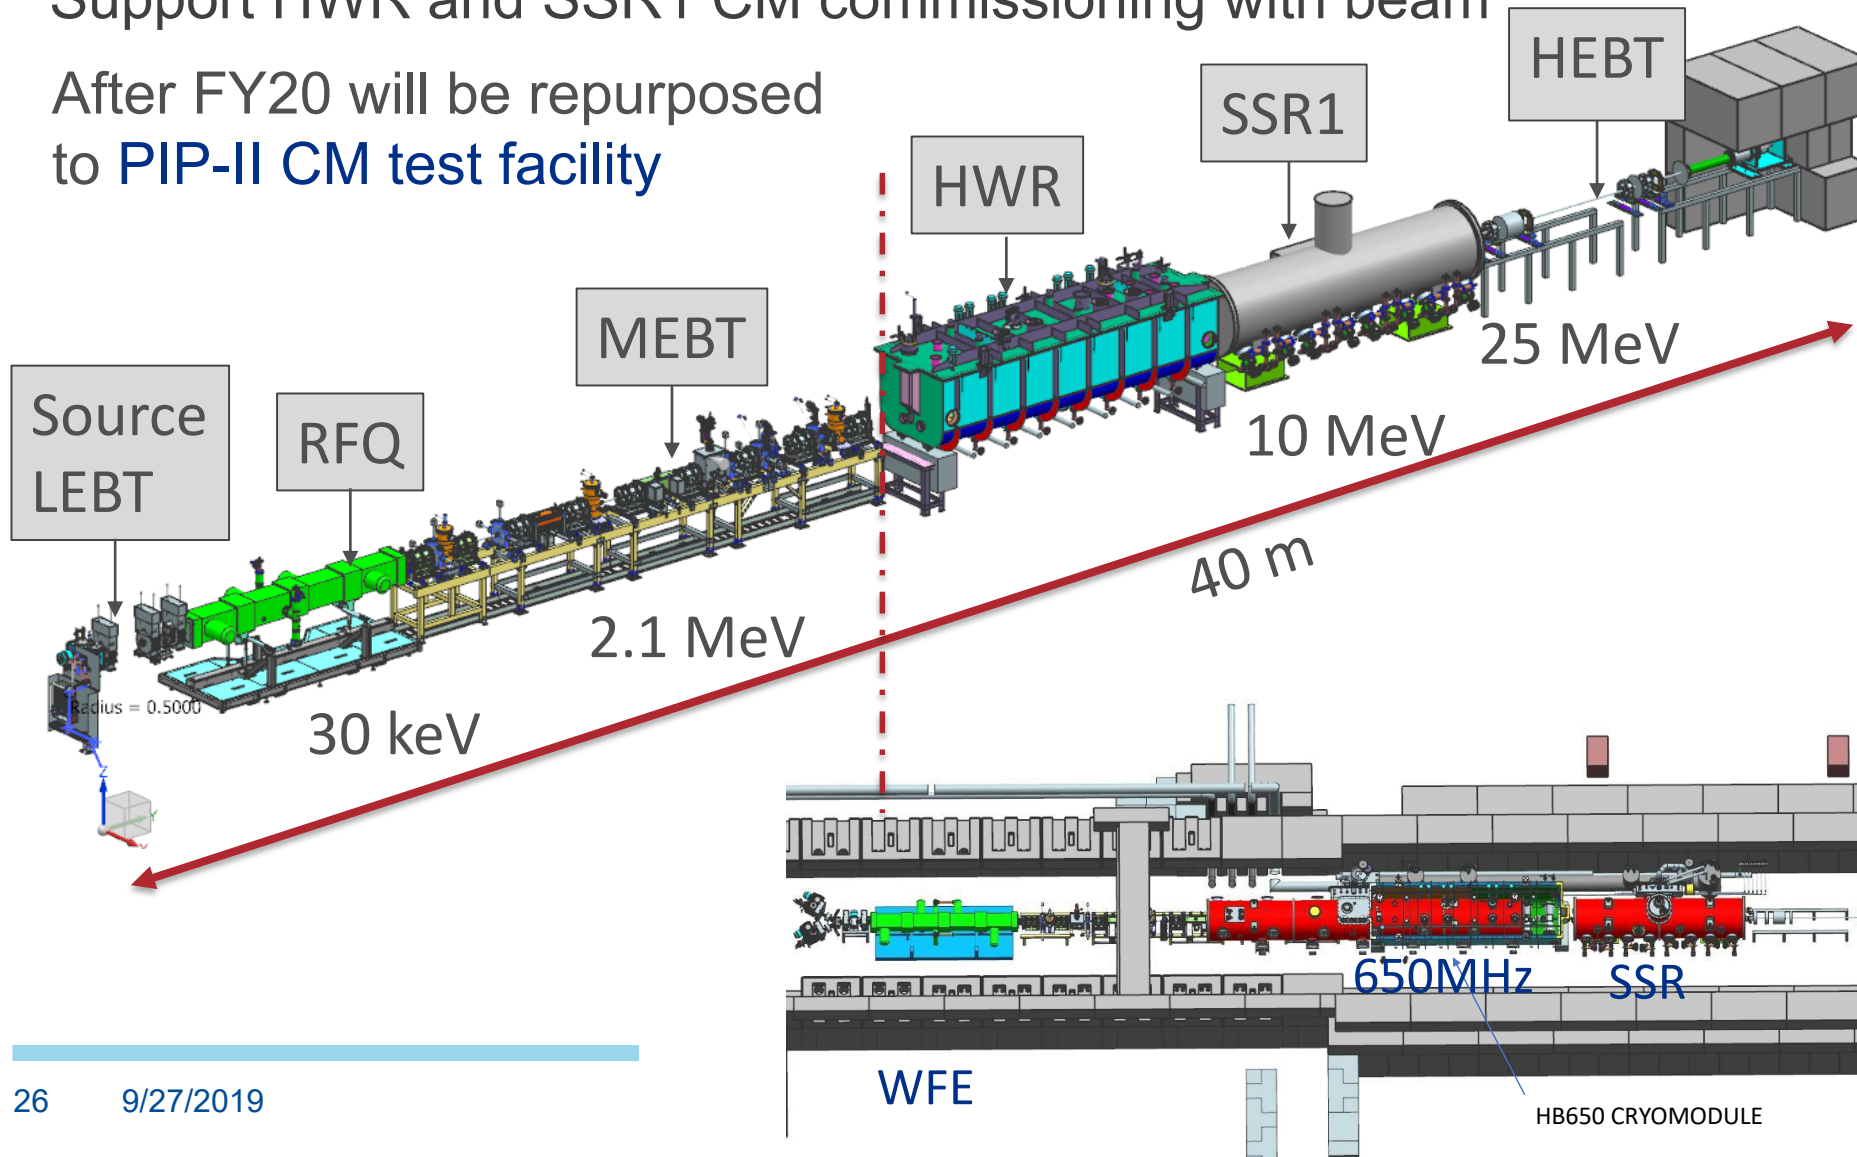 Support HWR and SSR1 CM commissioning with beam
After FY20 will be repurposed
to PIP-II CM test facility
HEBT
SSR1
HWR
MEBT
Source
LEBT
RFQ
25 MeV
10 MeV
40 m
2.1 MeV
30 keV
Radius = 0.5000
Z
Y
X
650MHz
SSR
WFE
HB650 CRYOMODULE
26 9/27/2019